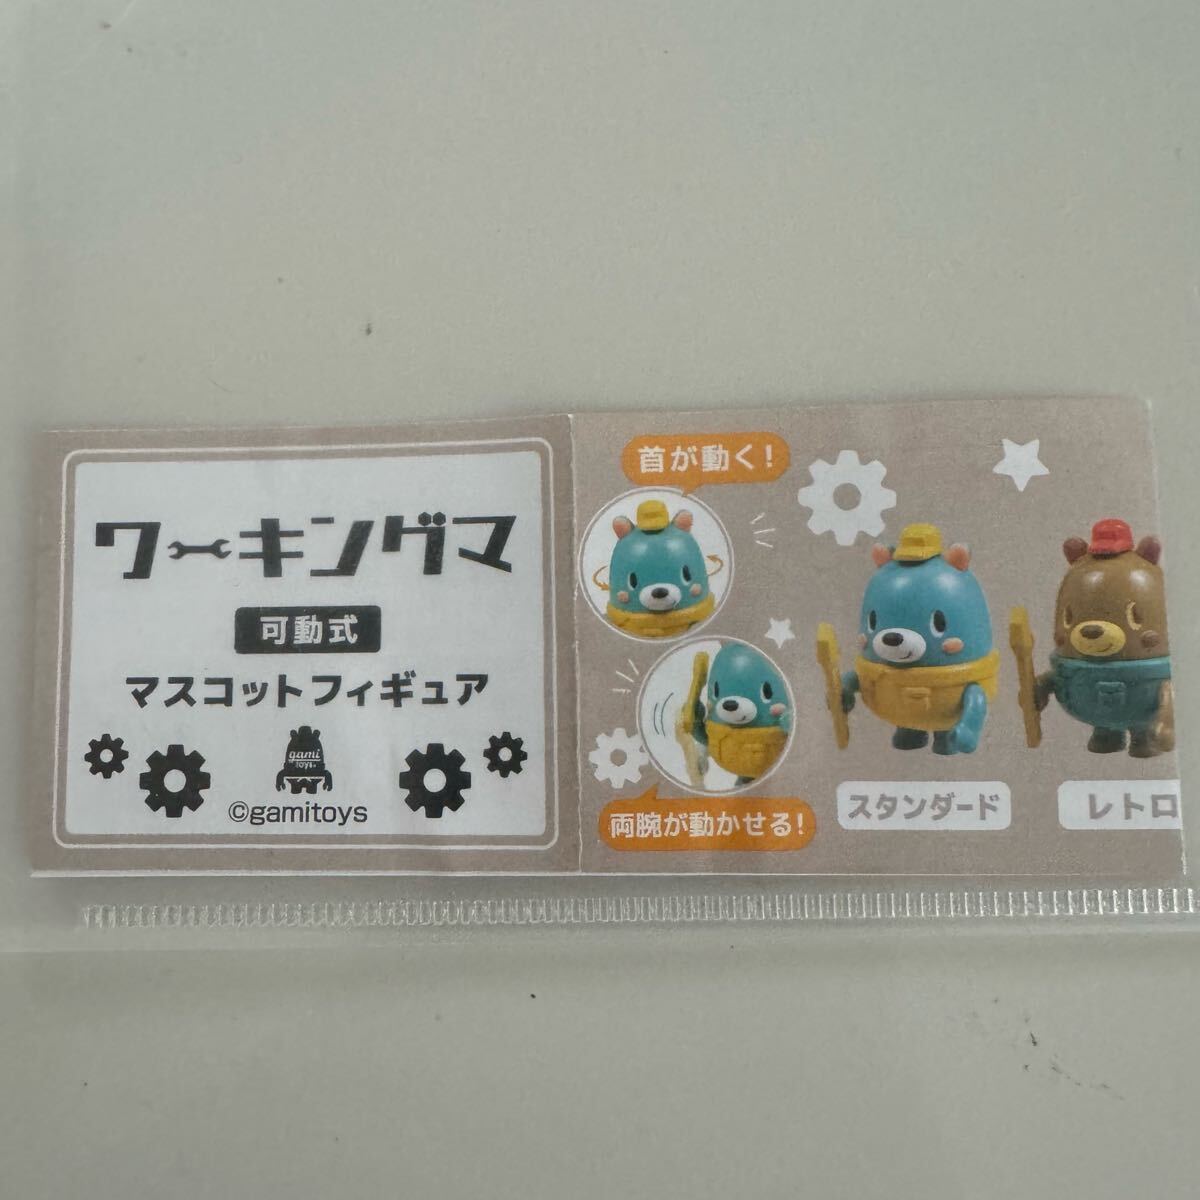 ワーキングマ
可動式
マスコットフィギュア
gami
toys
©gamitoys
首が動く!
両腕が動かせる!
スタンダード
レトロ